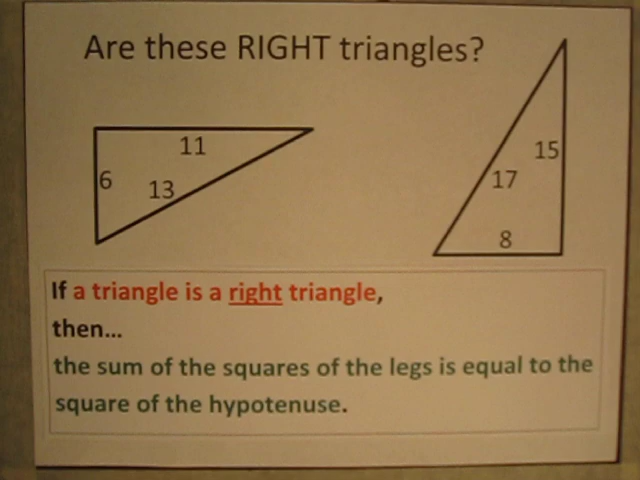 Are these RIGHT triangles?
11
6
13
15
17
8
If a triangle is a right triangle,
then...
the sum of the squares of the legs is equal to the
square of the hypotenuse.